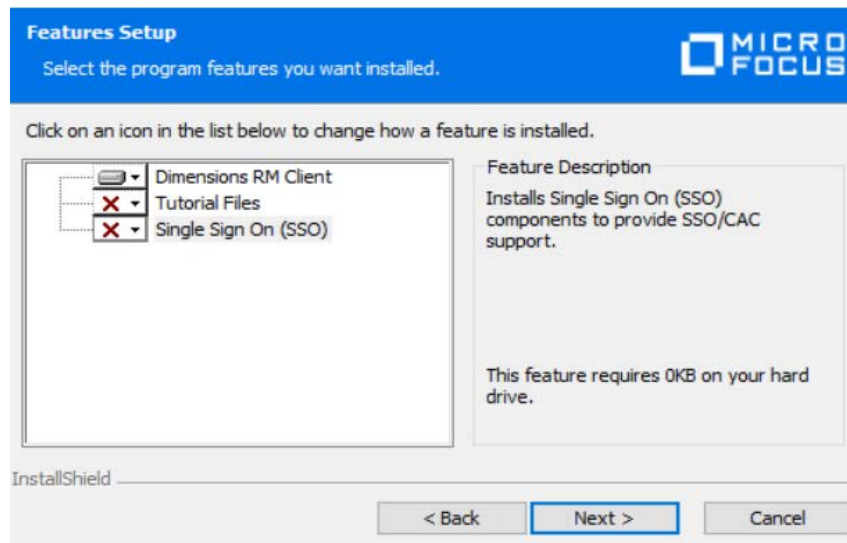 Features Setup
Select the program features you want installed.
MICRO
FOCUS
Click on an icon in the list below to change how a feature is installed.
Dimensions RM Client
Tutorial Files
Single Sign On (SSO)
Feature Description
Installs Single Sign On (SSO)
components to provide SSO/CAC
support.
This feature requires 0KB on your hard
drive.
InstallShield
< Back
Next >
Cancel